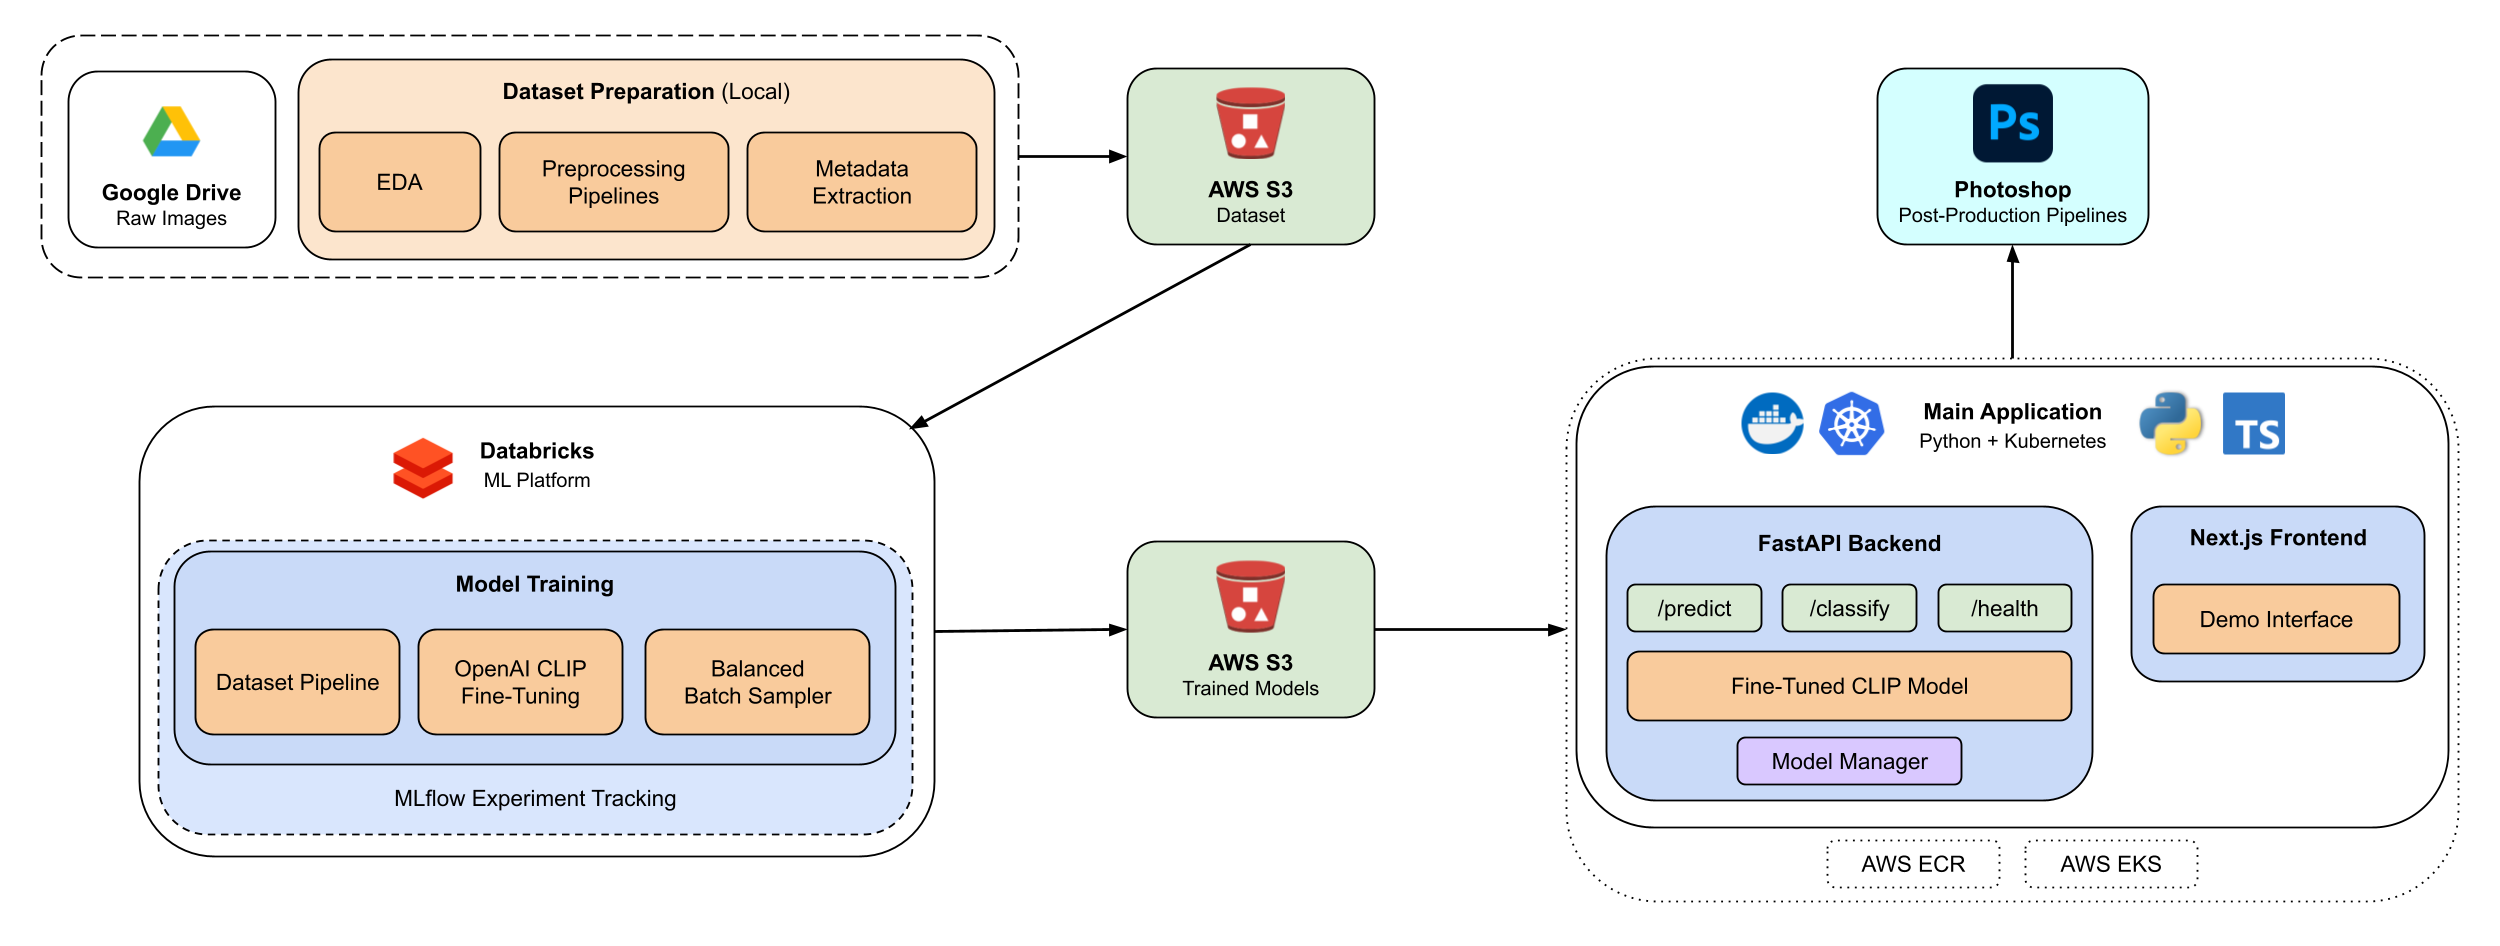 Google Drive
Raw Images
Dataset Preparation (Local)
EDA
Preprocessing
Pipelines
Metadata
Extraction
AWS S3
Dataset
Ps
Photoshop
Post-Production Pipelines
Databricks
ML Platform
Model Training
Dataset Pipeline
OpenAI CLIP
Fine-Tuning
Balanced
Batch Sampler
MLflow Experiment Tracking
AWS S3
Trained Models
Main Application
Python + Kubernetes
TS
FastAPI Backend
/predict
/classify
/health
Fine-Tuned CLIP Model
Model Manager
Next.js Frontend
Demo Interface
AWS ECR
AWS EKS